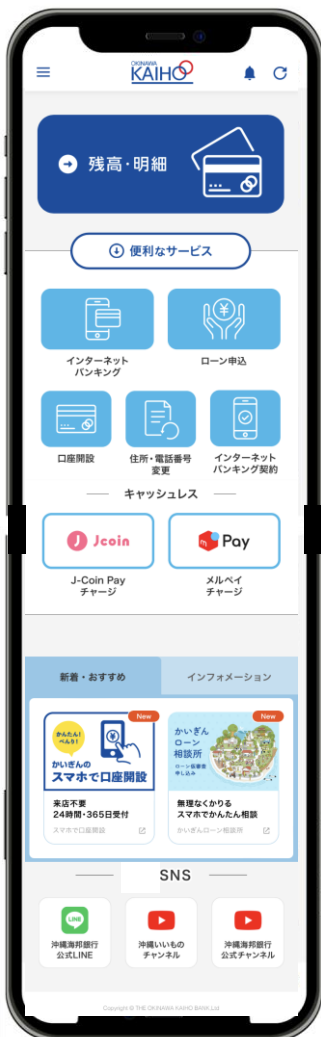 OKINAWA
KAIHO
残高・明細
便利なサービス
インターネット
バンキング
ローン申込
口座開設
住所・電話番号
変更
インターネット
バンキング契約
キャッシュレス
J Jcoin
m Pay
J-Coin Pay
チャージ
メルペイ
チャージ
新着・おすすめ
インフォメーション
New
かんたん!
べんり!
かいぎんの
スマホで口座開設
来店不要
24時間・365日受付
スマホで口座開設
New
かいぎん
ローン
相談所
無理なくかりる
スマホでかんたん相談
かいぎんローン相談所
SNS
LINE
沖縄海邦銀行
公式LINE
沖縄いいもの
チャンネル
沖縄海邦銀行
公式チャンネル
Copyright © THE OKINAWA KAIHO BANK.Ltd